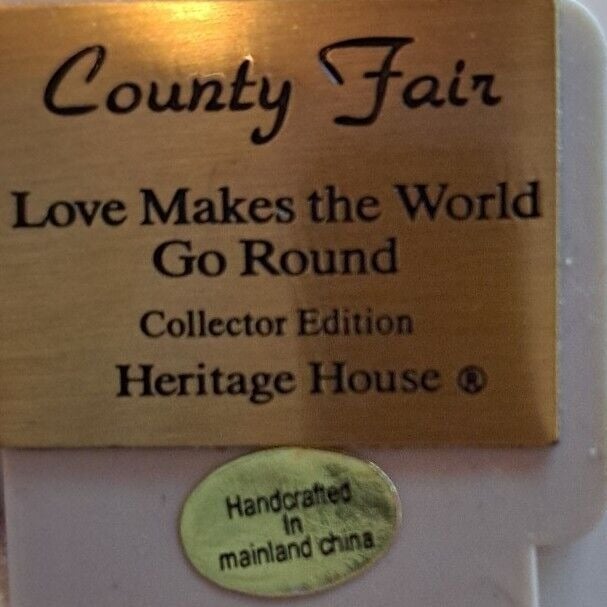 County Fair
Love Makes the World
Go Round
Collector Edition
Heritage House ®
Handcrafted
In
mainland china